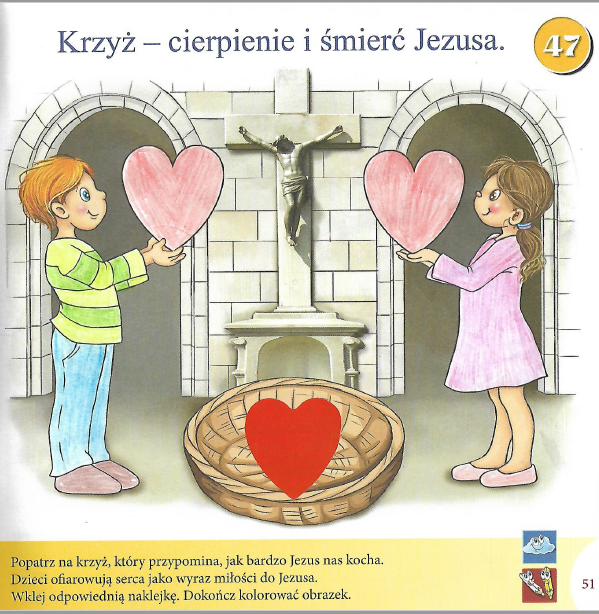 Krzyż – cierpienie i śmierć Jezusa.
47
Popatrz na krzyż, który przypomina, jak bardzo Jezus nas kocha.
Dzieci ofiarowują serca jako wyraz miłości do Jezusa.
Wklej odpowiednią naklejkę. Dokończ kolorować obrazek.
51